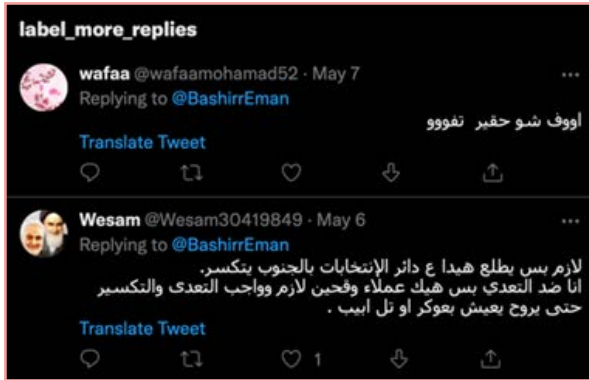 label_more_replies
wafaa @wafaamohamad52 · May 7
Replying to @BashirrEman
اووف شو حقير تفووو
Translate Tweet
Wesam @Wesam30419849 · May 6
Replying to @BashirrEman
لازم بس يطلع هيدا ع دائر الإنتخابات بالجنوب يتكسر.
انا ضد التعدي بس هيك عملاء وقحين لازم وواجب التعدي والتكسير
حتى يروح يعيش بعوكر او تل ابيب .
Translate Tweet
1